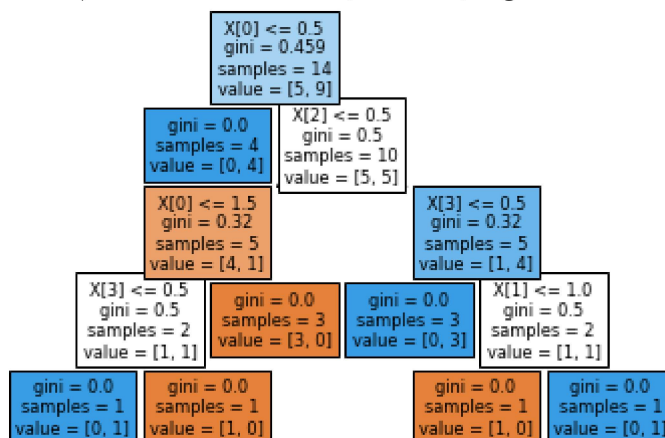 X[0] <= 0.5
gini = 0.459
samples = 14
value = [5, 9]
gini = 0.0
samples = 4
value = [0, 4]
X[2] <= 0.5
gini = 0.5
samples = 10
value = [5, 5]
X[0] <= 1.5
gini = 0.32
samples = 5
value = [4, 1]
X[3] <= 0.5
gini = 0.32
samples = 5
value = [1, 4]
X[3] <= 0.5
gini = 0.5
samples = 2
value = [1, 1]
gini = 0.0
samples = 3
value = [3, 0]
gini = 0.0
samples = 3
value = [0, 3]
X[1] <= 1.0
gini = 0.5
samples = 2
value = [1, 1]
gini = 0.0
samples = 1
value = [0, 1]
gini = 0.0
samples = 1
value = [1, 0]
gini = 0.0
samples = 1
value = [1, 0]
gini = 0.0
samples = 1
value = [0, 1]